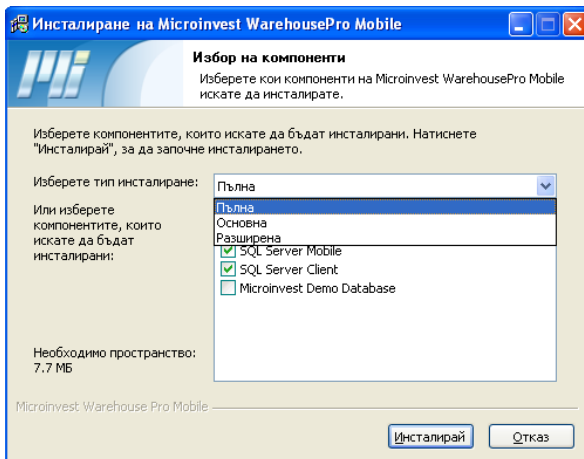 Инсталиране на Microinvest WarehousePro Mobile
Избор на компоненти
Изберете кои компоненти на Microinvest WarehousePro Mobile
искате да инсталирате.
Изберете компонентите, които искате да бъдат инсталирани. Натиснете
"Инсталирай", за да започне инсталирането.
Изберете тип инсталиране:
Пълна
Пълна
Основна
Разширена
Или изберете
компонентите, които
искате да бъдат
инсталирани:
SQL Server Mobile
SQL Server Client
Microinvest Demo Database
Необходимо пространство:
7.7 МБ
Microinvest Warehouse Pro Mobile
Инсталирай
Отказ